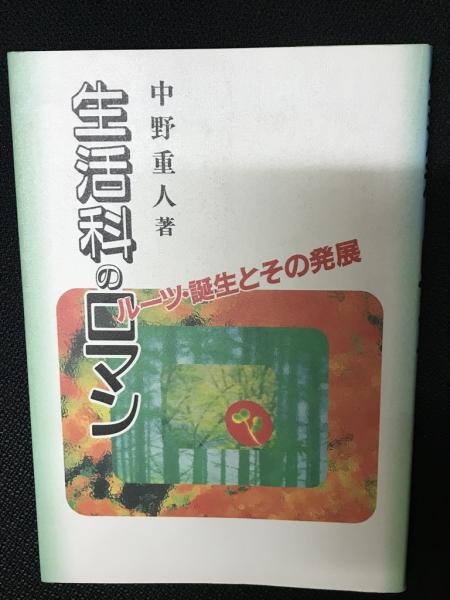 中野重人著
生活科のロマン
ルーツ・誕生とその発展